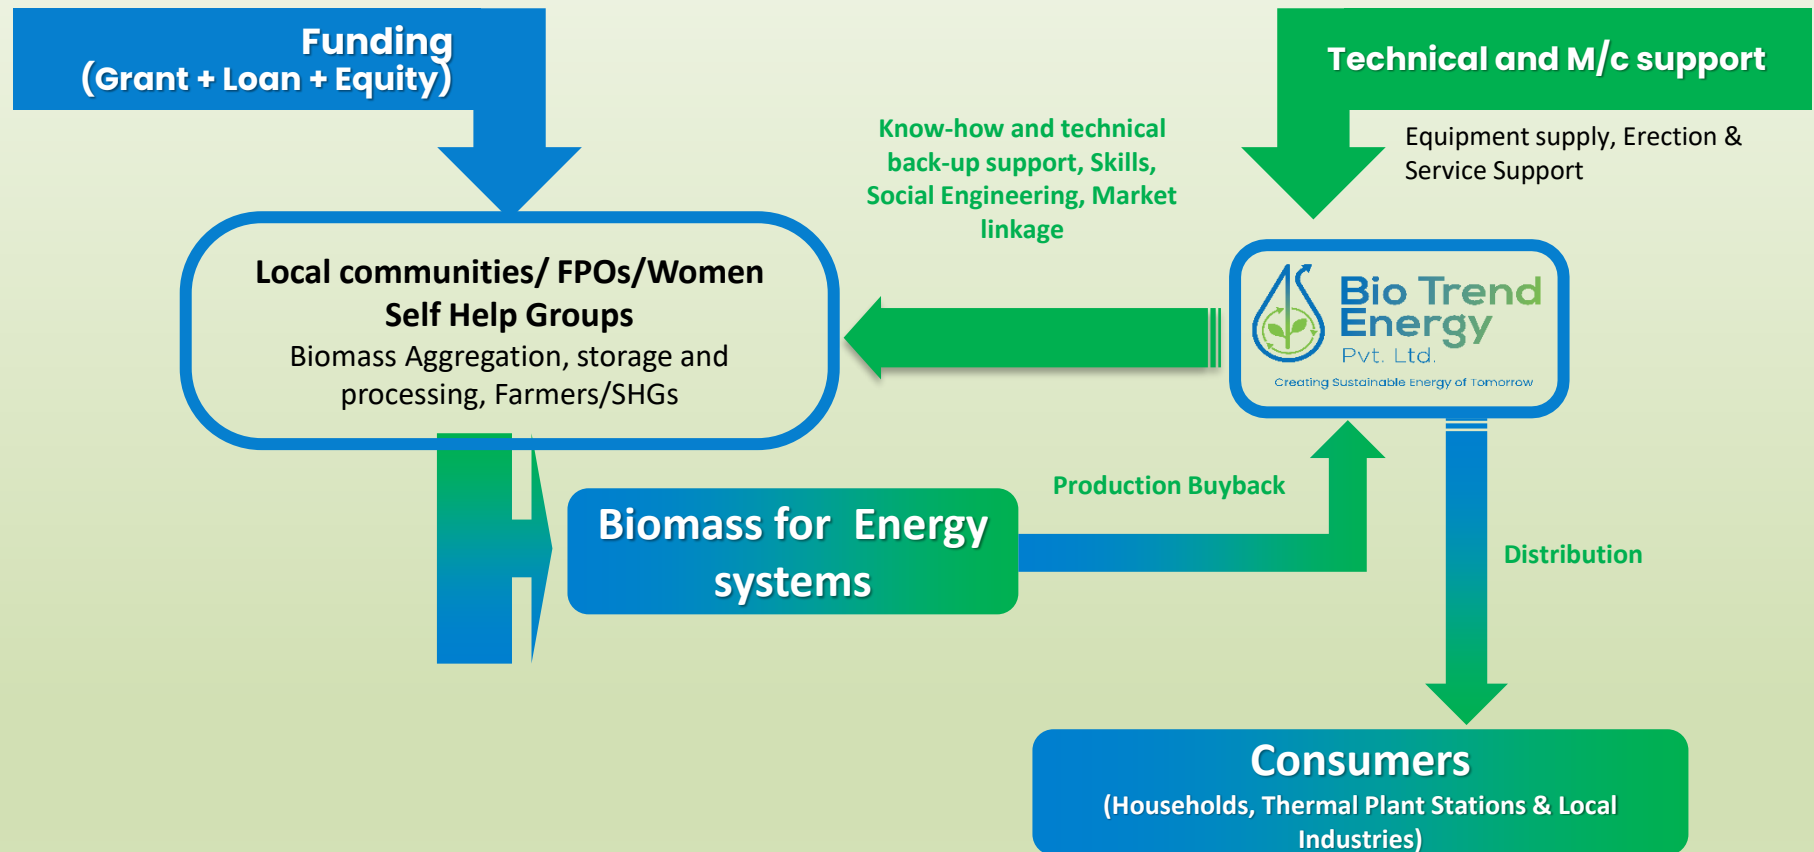 Funding
(Grant + Loan + Equity)
Technical and M/c support
Equipment supply, Erection &
Service Support
Know-how and technical
back-up support, Skills,
Social Engineering, Market
linkage
Local communities/ FPOs/Women
Self Help Groups
Biomass Aggregation, storage and
processing, Farmers/SHGs
Bio Trend
Energy
Pvt. Ltd.
Creating Sustainable Energy of Tomorrow
Biomass for  Energy
systems
Production Buyback
Distribution
Consumers
(Households, Thermal Plant Stations & Local
Industries)